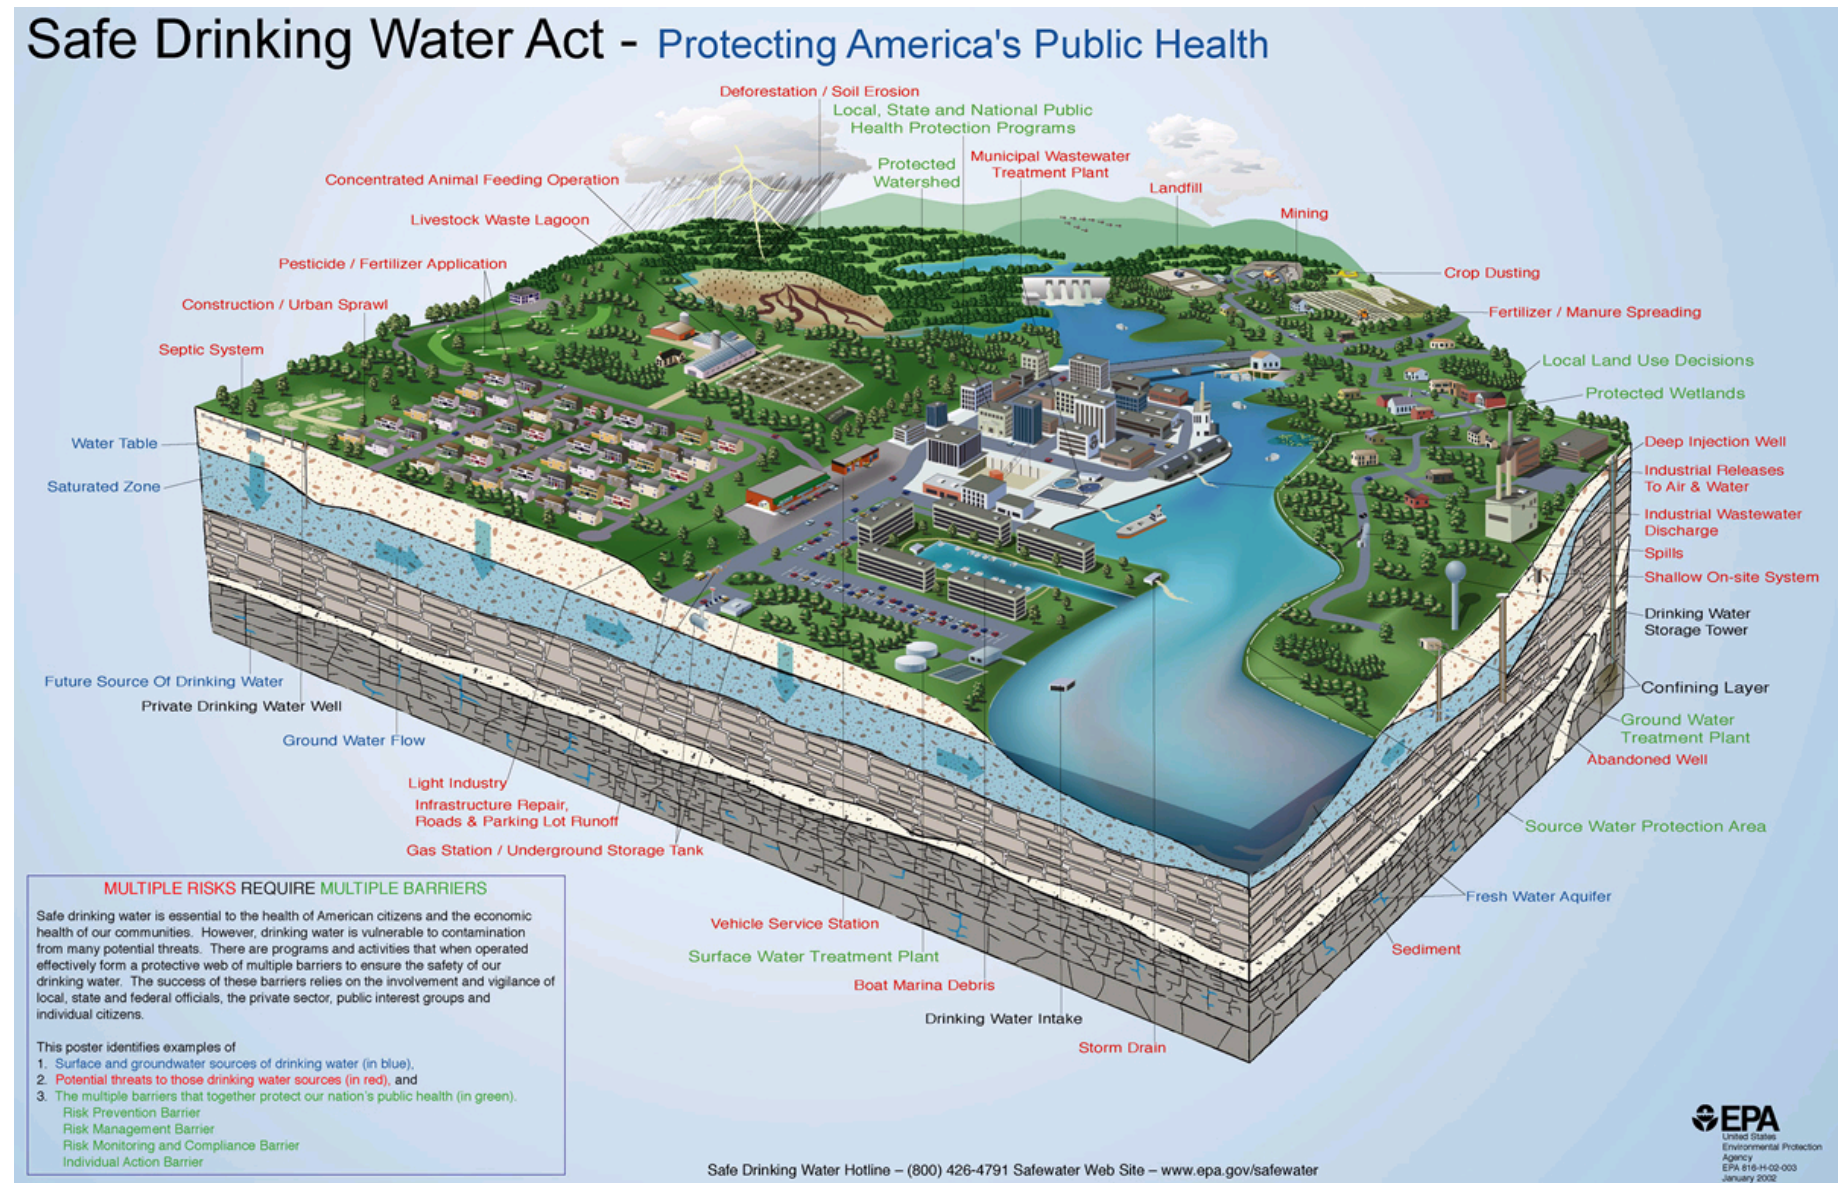 Safe Drinking Water Act - Protecting America's Public Health
Deforestation / Soil Erosion
Local, State and National Public
Health Protection Programs
Protected
Watershed
Municipal Wastewater
Treatment Plant
Landfill
Mining
Concentrated Animal Feeding Operation
Livestock Waste Lagoon
Pesticide / Fertilizer Application
Construction / Urban Sprawl
Septic System
Crop Dusting
Fertilizer / Manure Spreading
Local Land Use Decisions
Protected Wetlands
Water Table
Saturated Zone
Deep Injection Well
Industrial Releases
To Air & Water
Industrial Wastewater
Discharge
Spills
Shallow On-site System
Drinking Water
Storage Tower
Confining Layer
Ground Water
Treatment Plant
Abandoned Well
Source Water Protection Area
Fresh Water Aquifer
Sediment
Future Source Of Drinking Water
Private Drinking Water Well
Ground Water Flow
Light Industry
Infrastructure Repair,
Roads & Parking Lot Runoff
Gas Station / Underground Storage Tank
Vehicle Service Station
Surface Water Treatment Plant
Boat Marina Debris
Drinking Water Intake
Storm Drain
MULTIPLE RISKS REQUIRE MULTIPLE BARRIERS
Safe drinking water is essential to the health of American citizens and the economic
health of our communities. However, drinking water is vulnerable to contamination
from many potential threats. There are programs and activities that when operated
effectively form a protective web of multiple barriers to ensure the safety of our
drinking water. The success of these barriers relies on the involvement and vigilance of
local, state and federal officials, the private sector, public interest groups and
individual citizens.
This poster identifies examples of
1. Surface and groundwater sources of drinking water (in blue),
2. Potential threats to those drinking water sources (in red), and
3. The multiple barriers that together protect our nation's public health (in green).
Risk Prevention Barrier
Risk Management Barrier
Risk Monitoring and Compliance Barrier
Individual Action Barrier
Safe Drinking Water Hotline – (800) 426-4791 Safewater Web Site – www.epa.gov/safewater
EPA
United States
Environmental Protection
Agency
EPA 816-H-02-003
January 2002